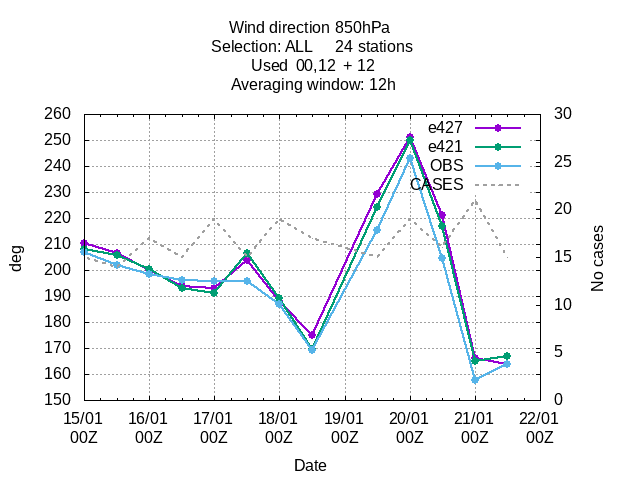 Wind direction 850hPa
Selection: ALL 24 stations
Used 00,12 + 12
Averaging window: 12h
260 30
e427
250
e421
25
240 OBS
230 CASES
220 20
210
200 15
190
180 10
170
160 5
150 0
deg
No cases
15/01 16/01 17/01 18/01 19/01 20/01 21/01 22/01
00Z 00Z 00Z 00Z 00Z 00Z 00Z 00Z
Date